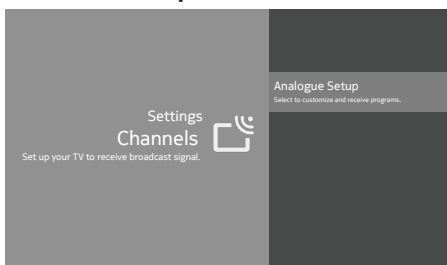 Settings
Channels
Set up your TV to receive broadcast signal.
Analogue Setup
Select to customize and receive programs.